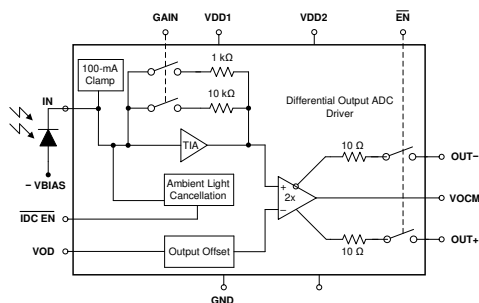 GAIN
VDD1
VDD2
EN
100-mA
Clamp
1 kΩ
10 kΩ
IN
TIA
Differential Output ADC
Driver
10 Ω
OUT−
− VBIAS
Ambient Light
Cancellation
+
2x
−
VOCM
IDC EN
VOD
Output Offset
10 Ω
OUT+
GND